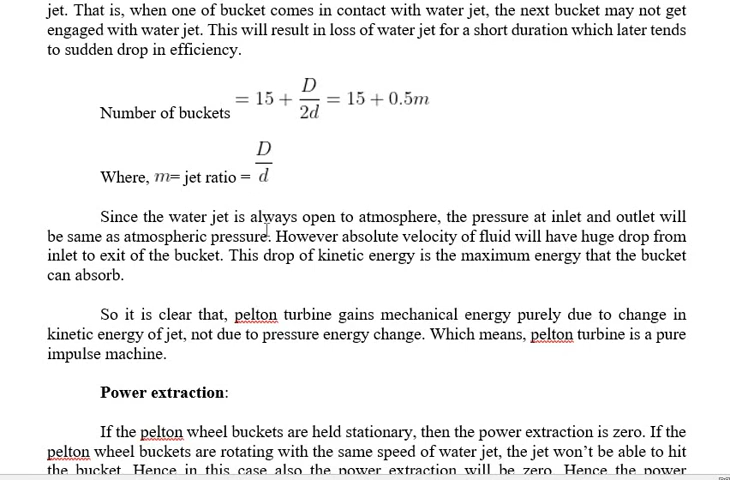 jet. That is, when one of bucket comes in contact with water jet, the next bucket may not get
engaged with water jet. This will result in loss of water jet for a short duration which later tends
to sudden drop in efficiency.
Number of buckets = 15 + D/2d = 15 + 0.5m
Where, m= jet ratio = D/d
Since the water jet is always open to atmosphere, the pressure at inlet and outlet will
be same as atmospheric pressure. However absolute velocity of fluid will have huge drop from
inlet to exit of the bucket. This drop of kinetic energy is the maximum energy that the bucket
can absorb.
So it is clear that, pelton turbine gains mechanical energy purely due to change in
kinetic energy of jet, not due to pressure energy change. Which means, pelton turbine is a pure
impulse machine.
Power extraction:
If the pelton wheel buckets are held stationary, then the power extraction is zero. If the
pelton wheel buckets are rotating with the same speed of water jet, the jet won't be able to hit
the bucket. Hence in this case also the power extraction will be zero. Hence the power